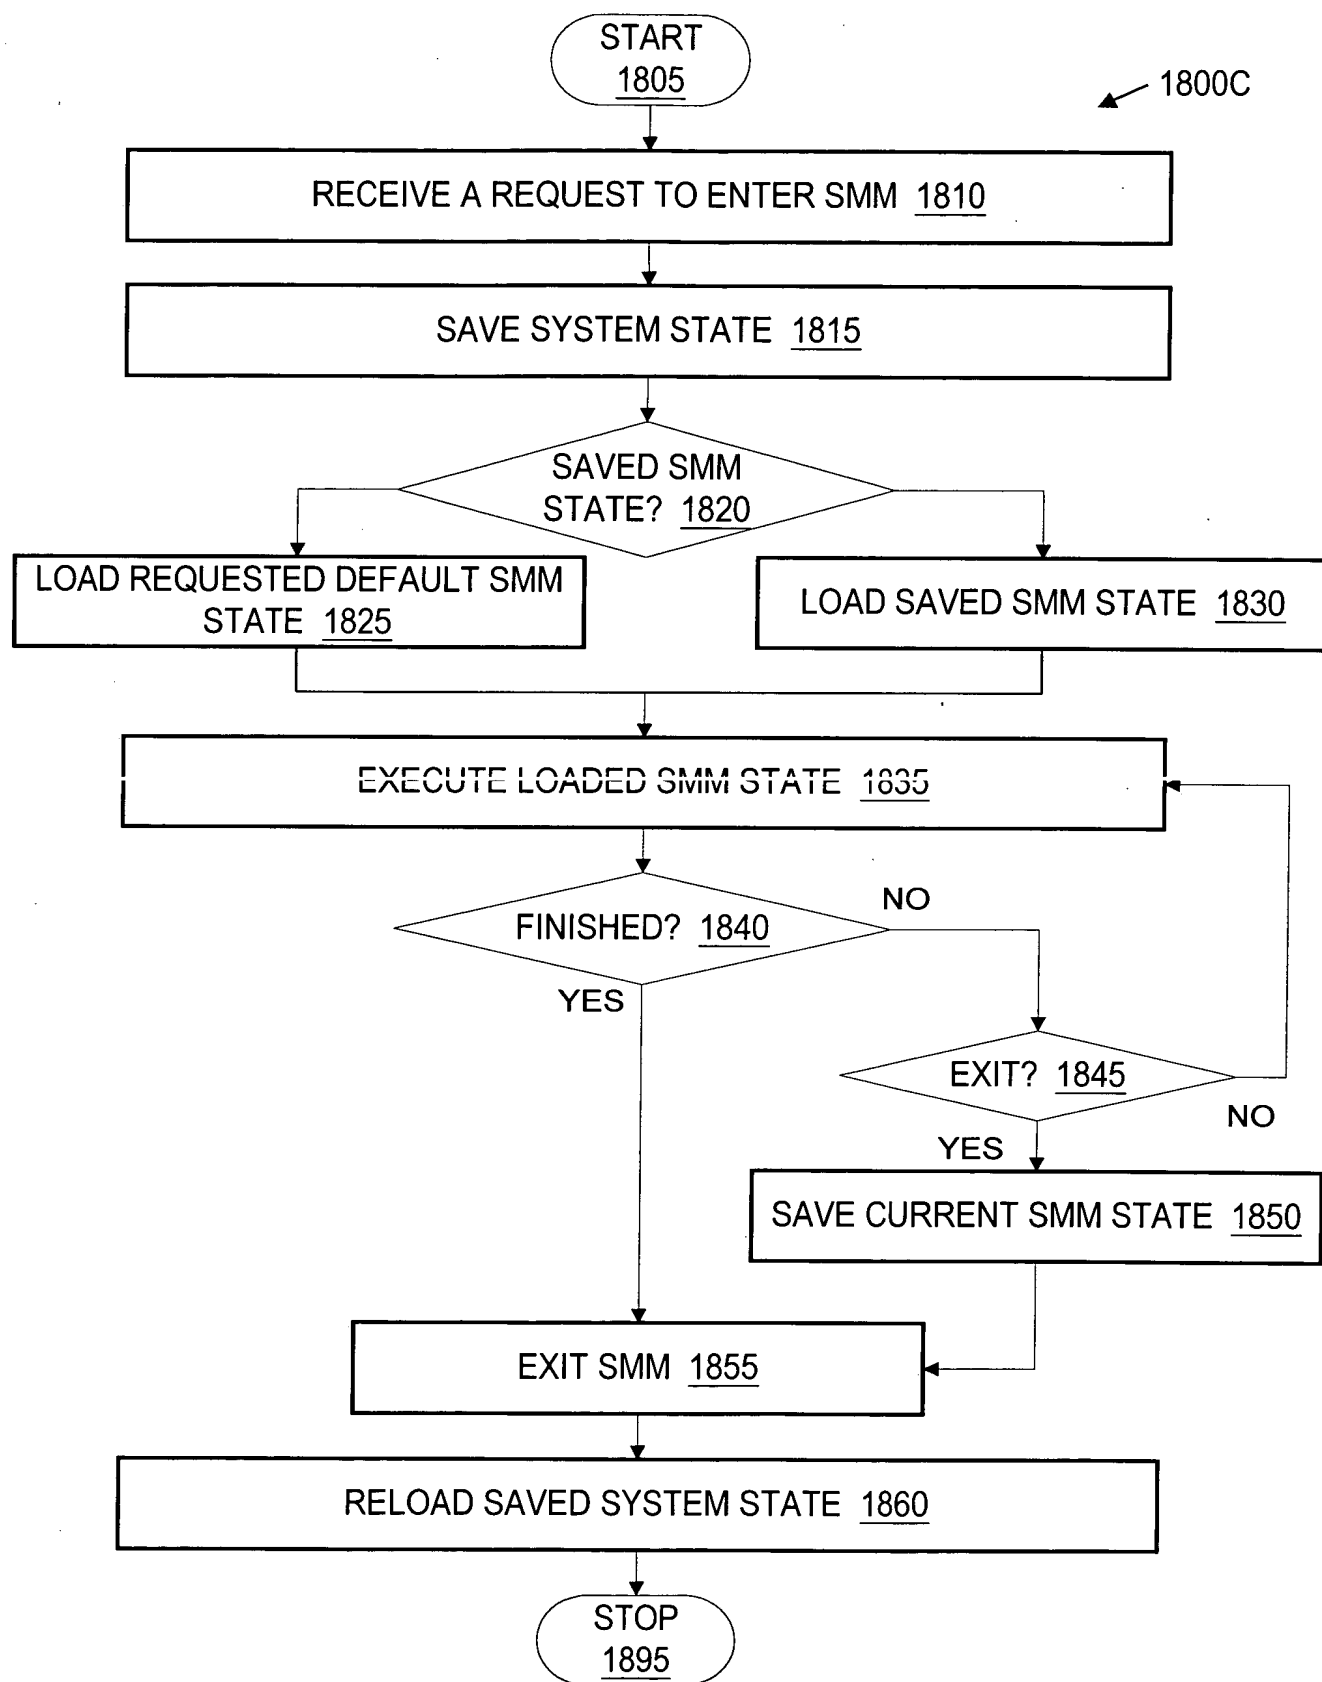 START
1805
1800C
RECEIVE A REQUEST TO ENTER SMM 1810
SAVE SYSTEM STATE 1815
SAVED SMM
STATE? 1820
LOAD REQUESTED DEFAULT SMM
STATE 1825
LOAD SAVED SMM STATE 1830
EXECUTE LOADED SMM STATE 1835
FINISHED? 1840
NO
YES
EXIT? 1845
NO
YES
SAVE CURRENT SMM STATE 1850
EXIT SMM 1855
RELOAD SAVED SYSTEM STATE 1860
STOP
1895